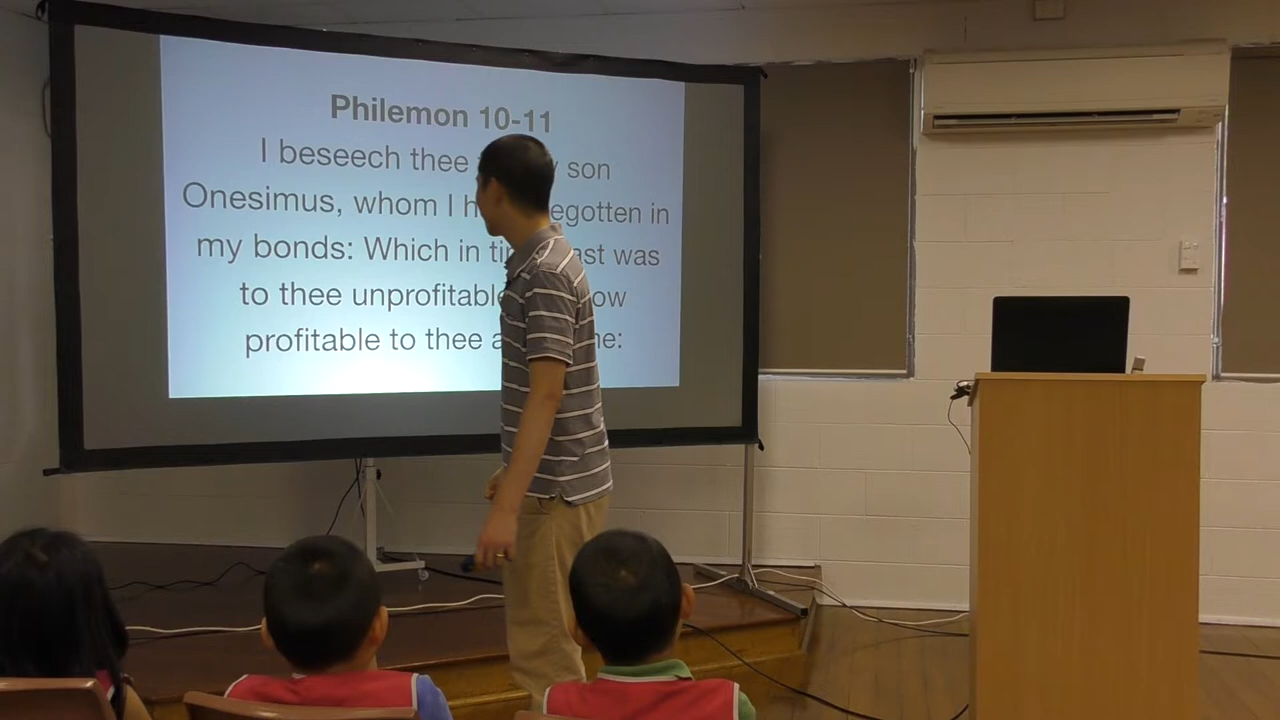 Philemon 10-11
I beseech thee son
Onesimus, whom I in
my bonds: Which in was
to thee unprofitable
profitable to thee